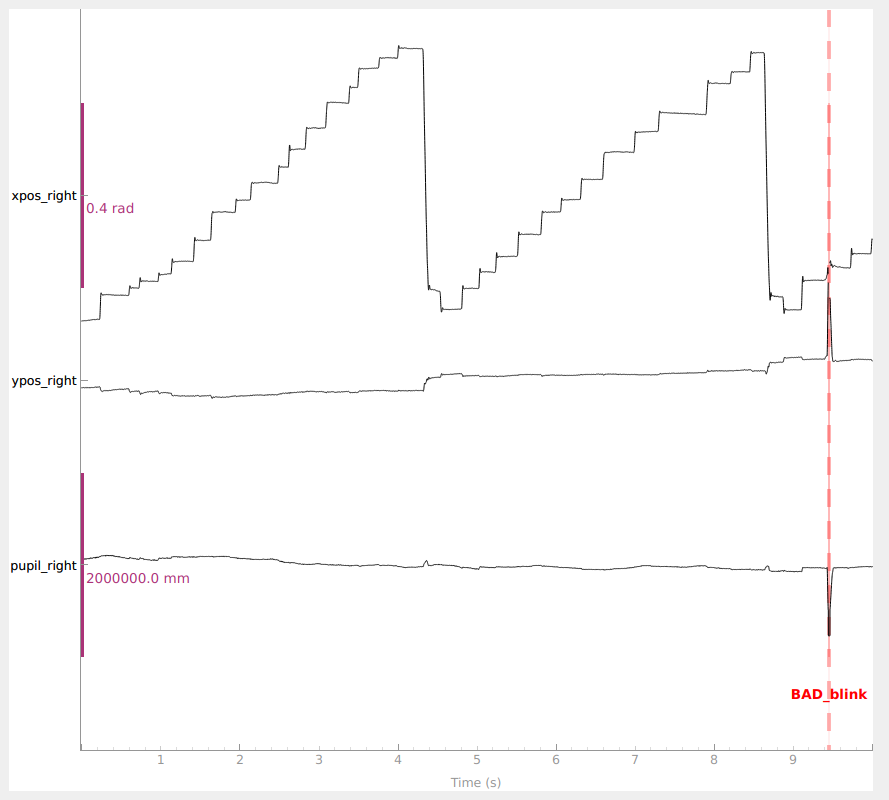 xpos_right
0.4 rad
ypos_right
pupil_right
2000000.0 mm
BAD_blink
1 2 3 4 5 6 7 8 9
Time (s)